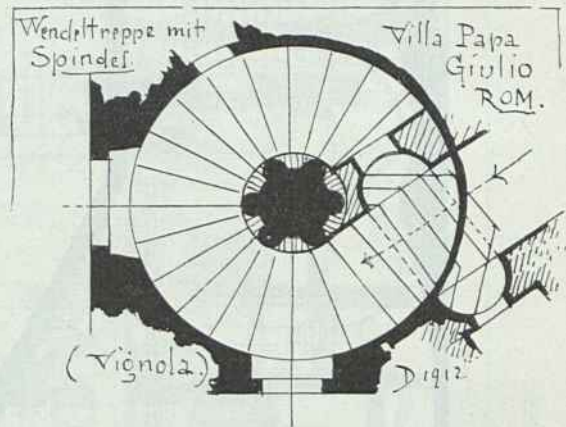 Wendeltreppe mit
Spindel.
Villa Papa
Giulio
ROM.
(Vignola.)
D 1912